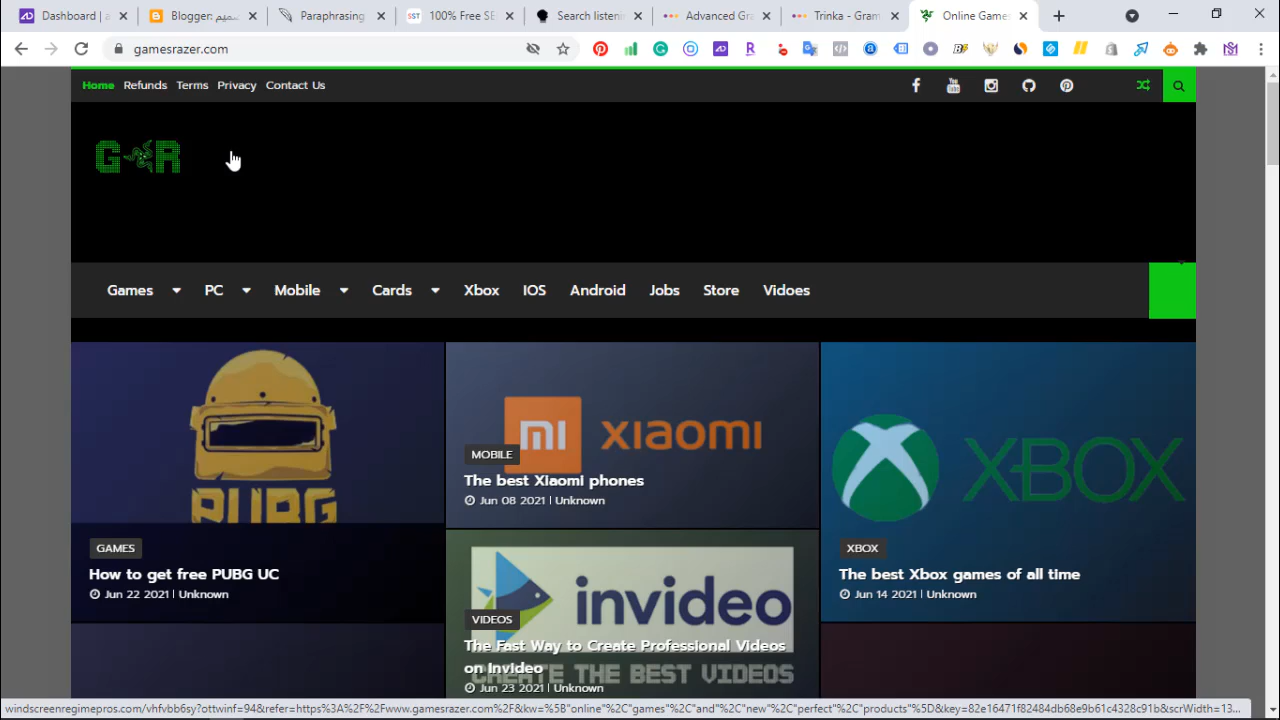 Dashboard | a
Blogger: تصميم
Paraphrasing
100% Free SE
Search listenin
Advanced Gra
Trinka - Gram
Online Games
gamesrazer.com
Home Refunds Terms Privacy Contact Us
G R
Games PC Mobile Cards Xbox IOS Android Jobs Store Vidoes
PUBG
GAMES
How to get free PUBG UC
Jun 22 2021 | Unknown
mi xiaomi
MOBILE
The best Xiaomi phones
Jun 08 2021 | Unknown
invideo
VIDEOS
The Fast Way to Create Professional Videos
on Invideo
CREATE THE BEST VIDEOS
Jun 23 2021 | Unknown
XBOX
XBOX
The best Xbox games of all time
Jun 14 2021 | Unknown
windscreenregimepros.com/vhfvbb6sy?ottwinf=94&refer=https%3A%2F%2Fwww.gamesrazer.com%2F&kw=%5B"online"%2C"games"%2C"and"%2C"new"%2C"perfect"%2C"products"%5D&key=82e16471f82484db68e9b61c4328c91b&scrWidth=13...